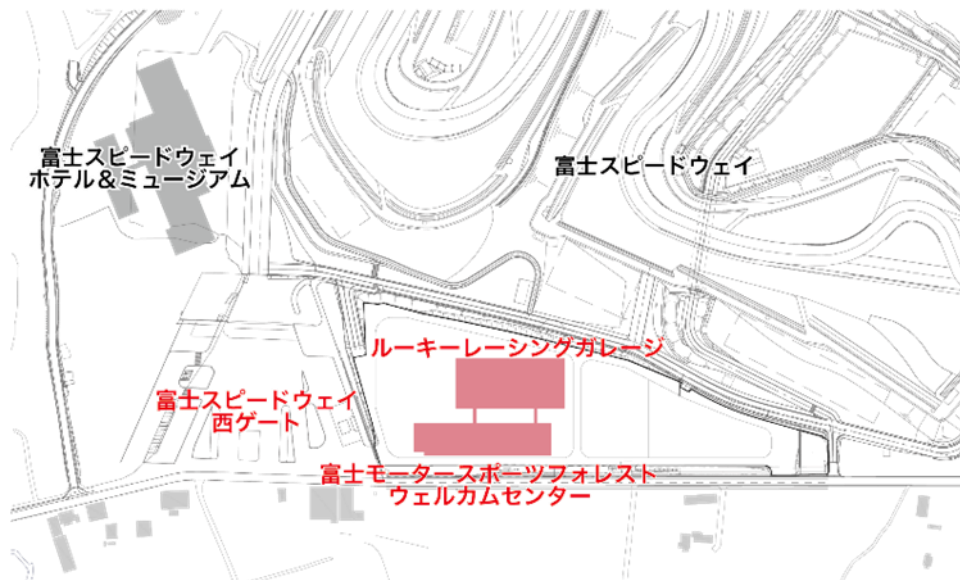 富士スピードウェイ
ホテル＆ミュージアム
富士スピードウェイ
ルーキーレーシングガレージ
富士スピードウェイ
西ゲート
富士モータースポーツフォレスト
ウェルカムセンター